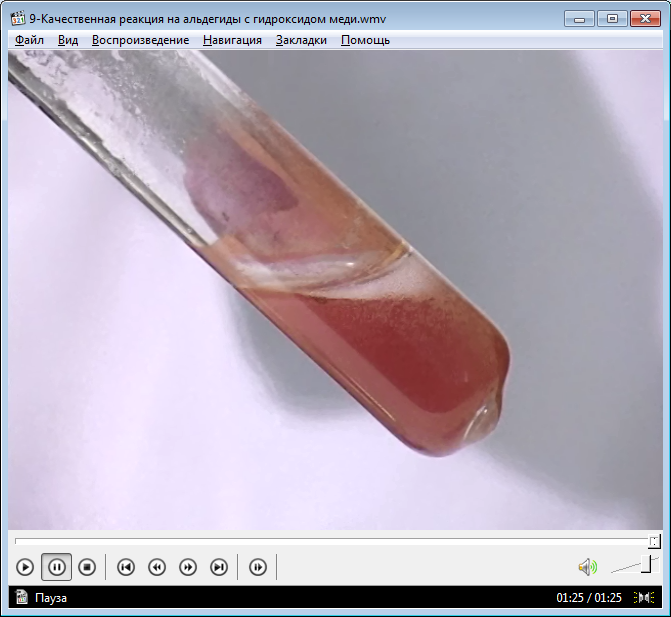 9-Качественная реакция на альдегиды с гидроксидом меди.wmv
Файл Вид Воспроизведение Навигация Закладки Помощь
Пауза
01:25 / 01:25